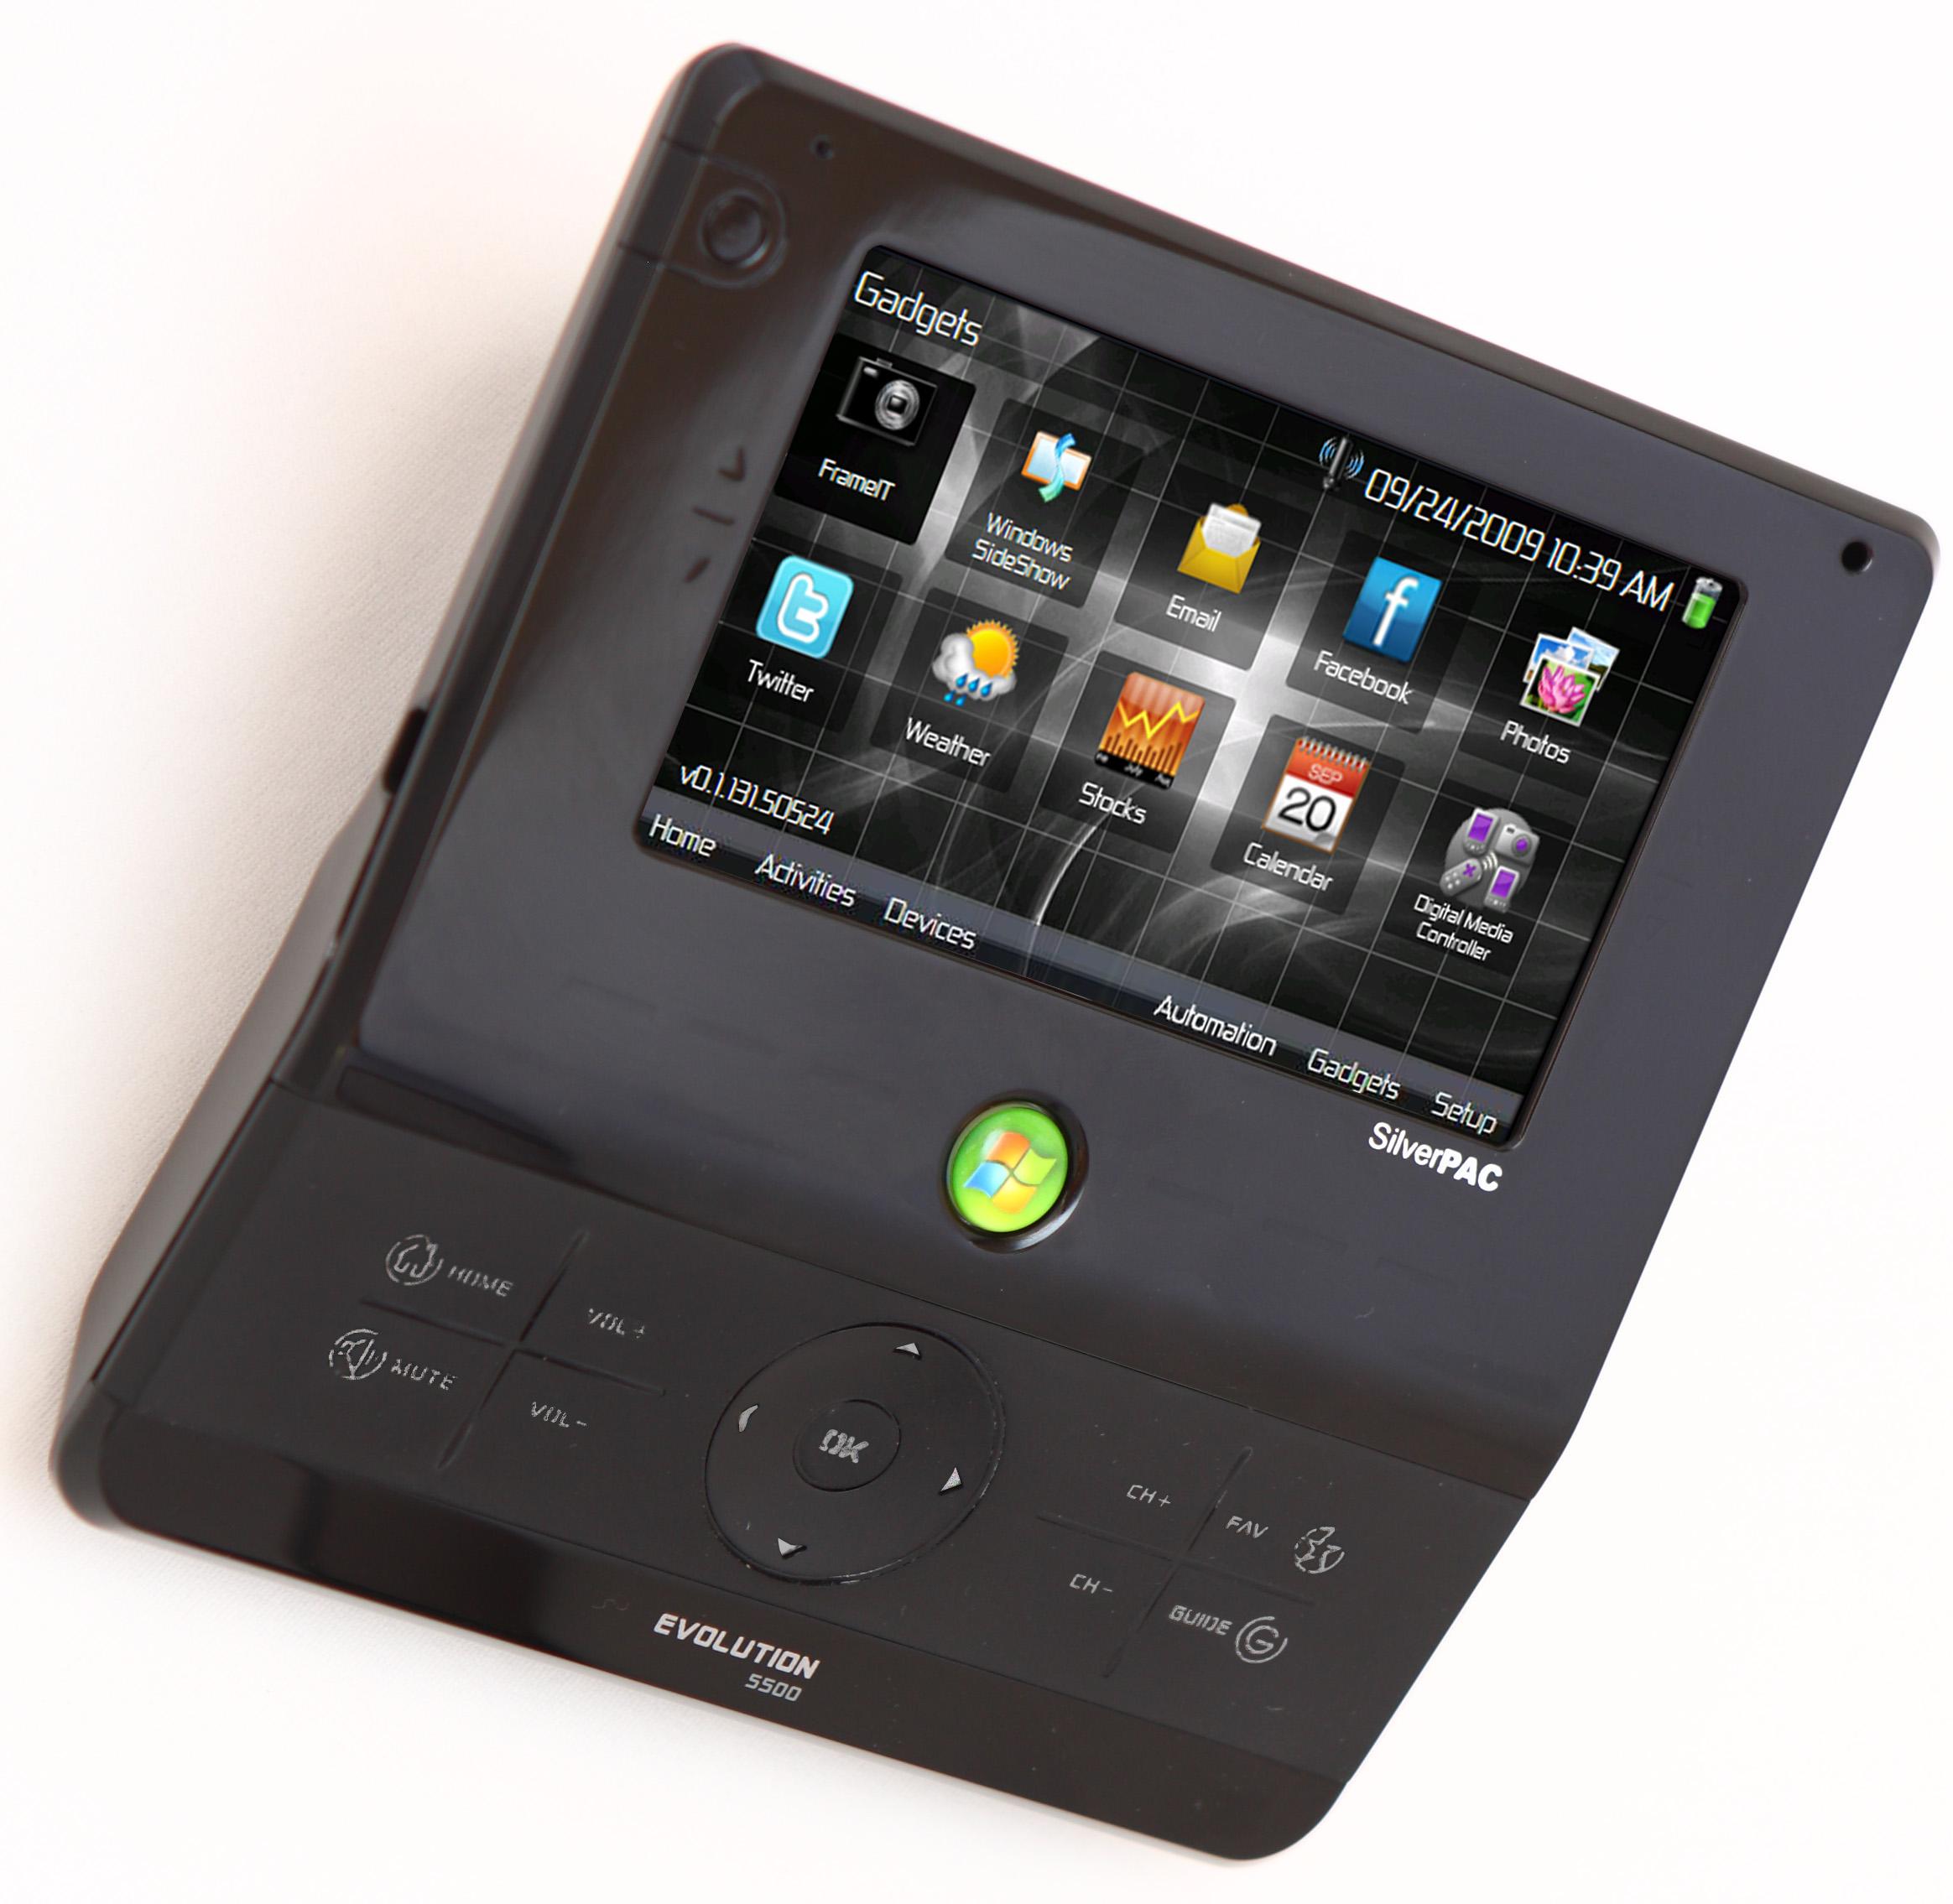 Gadgets
09/24/2009 10:39 AM
FrameIT
Windows
SideShow
Email
Facebook
Photos
Twitter
Weather
Stocks
SEP
20
Calendar
Digital Media
Controller
v0.1.131.50524
Home
Activities
Devices
Automation
Gadgets
Setup
SilverPAC
HOME
VOL+
MUTE
VOL-
OK
CH+
FAV
CH-
GUIDE G
EVOLUTION
5500